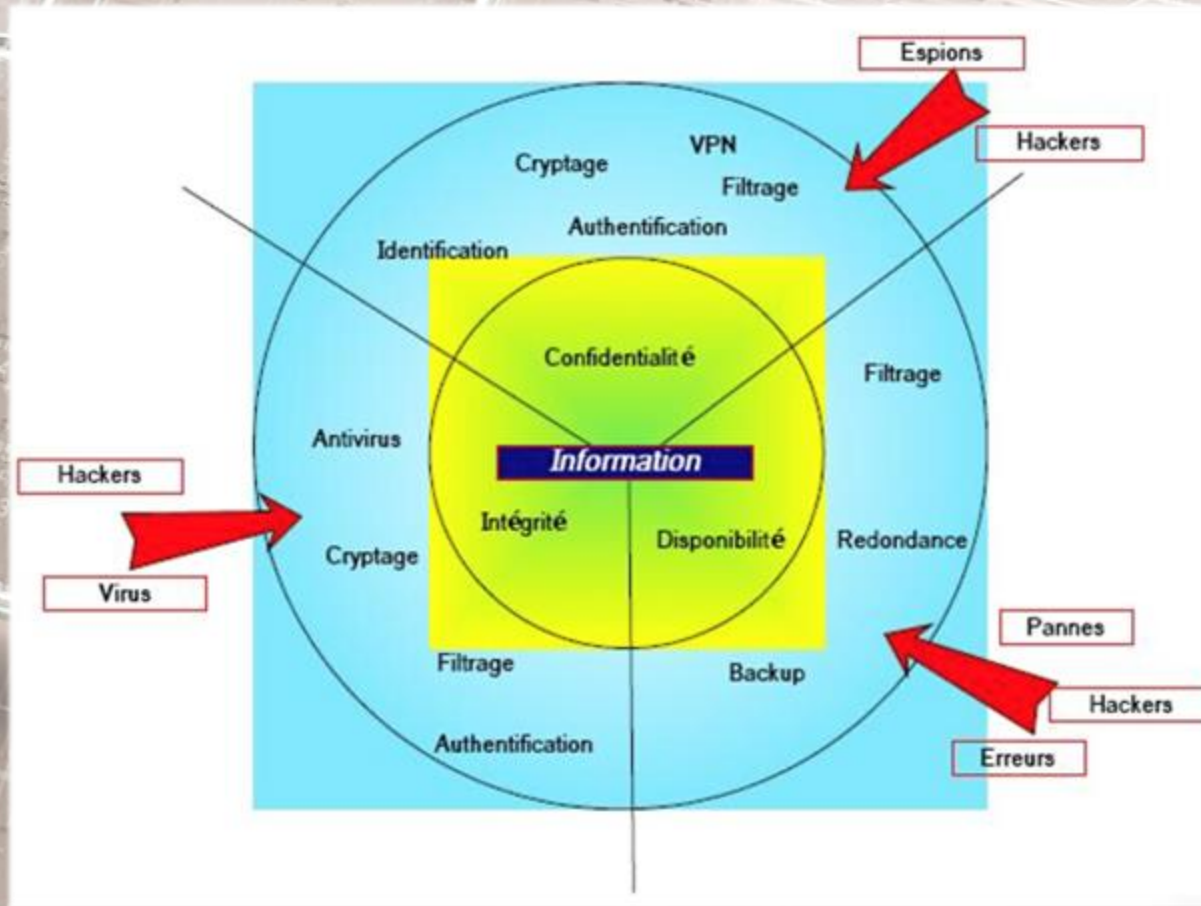 Espions
Hackers
VPN
Cryptage
Filtrage
Authentification
Identification
Confidentialité
Filtrage
Antivirus
Information
Hackers
Intégrité
Disponibilité
Redondance
Cryptage
Virus
Pannes
Filtrage
Backup
Hackers
Authentification
Erreurs